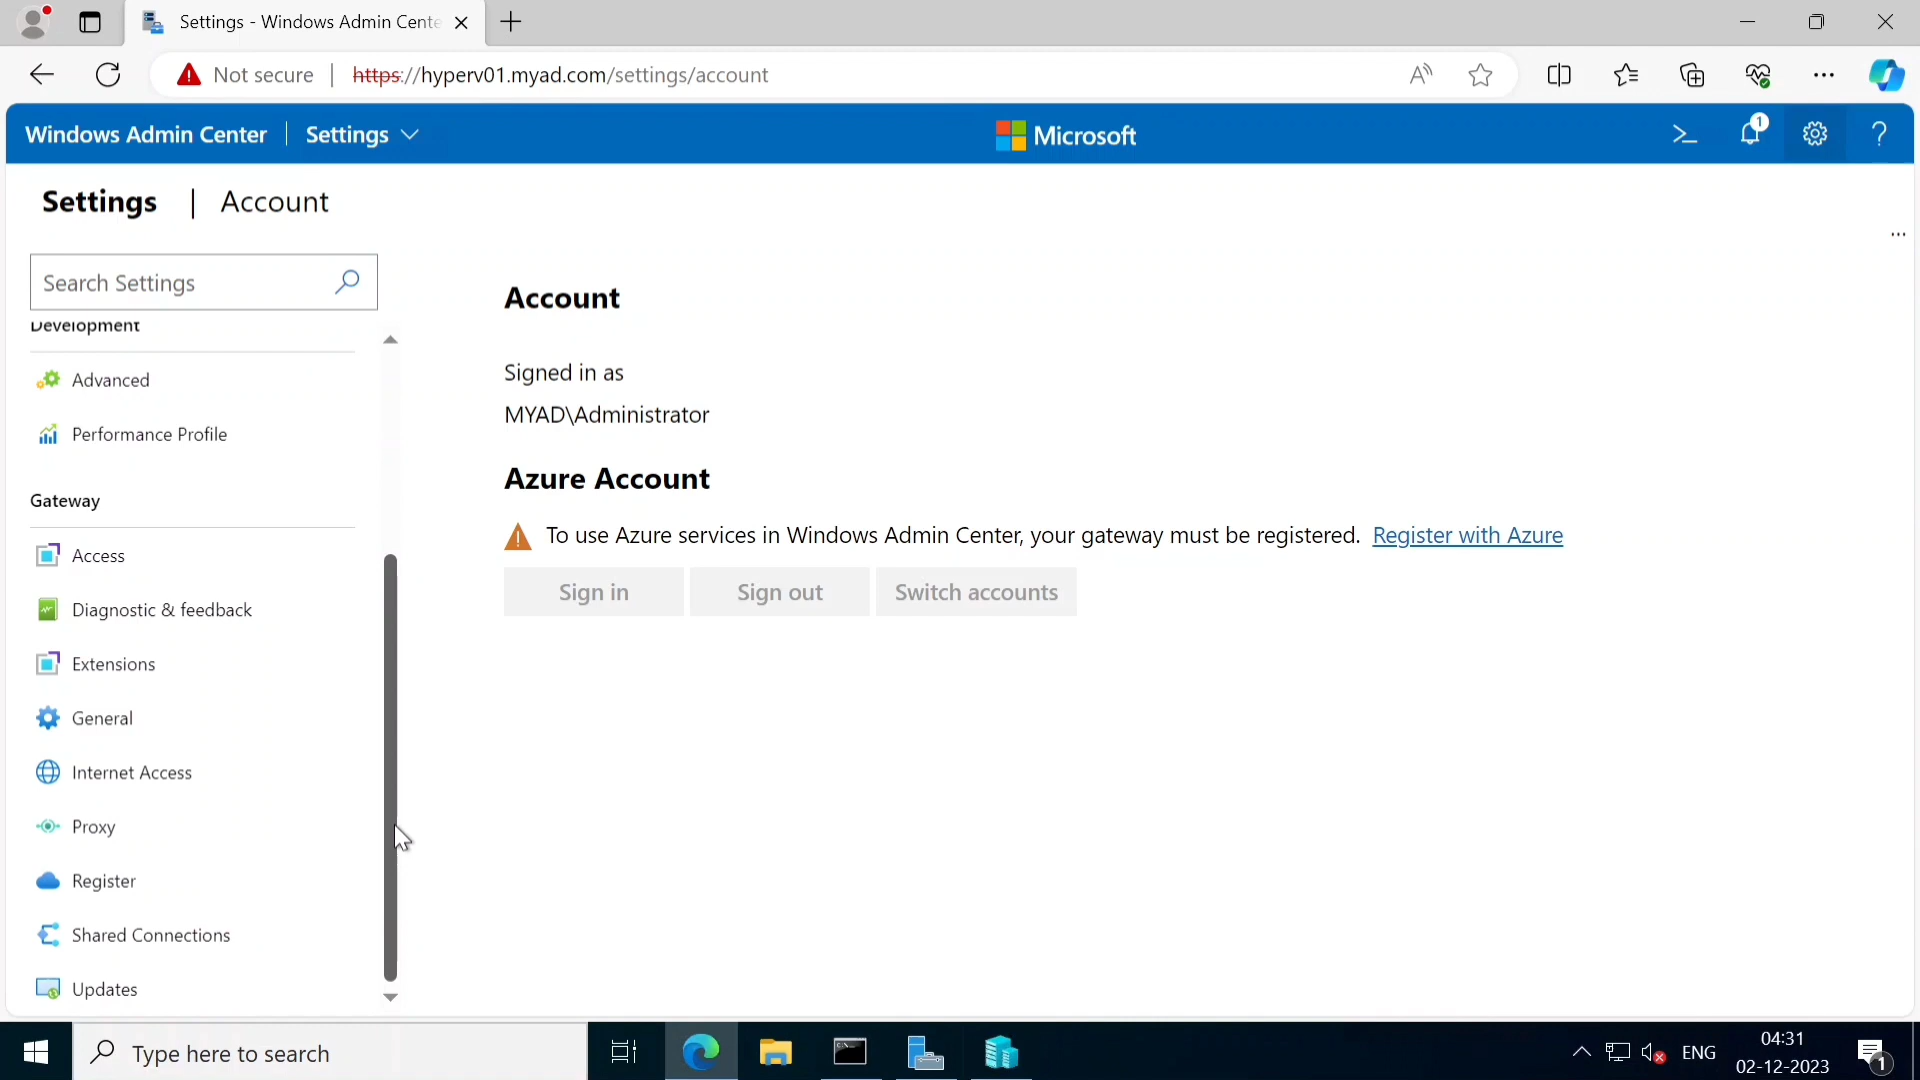 Settings - Windows Admin Cente
Not secure
https://hyperv01.myad.com/settings/account
Windows Admin Center
Settings
Microsoft
1
?
Settings | Account
...
Search Settings
Development
Advanced
Performance Profile
Gateway
Access
Diagnostic & feedback
Extensions
General
Internet Access
Proxy
Register
Shared Connections
Updates
Account
Signed in as
MYAD\Administrator
Azure Account
To use Azure services in Windows Admin Center, your gateway must be registered. Register with Azure
Sign in
Sign out
Switch accounts
Type here to search
ENG
04:31
02-12-2023
1